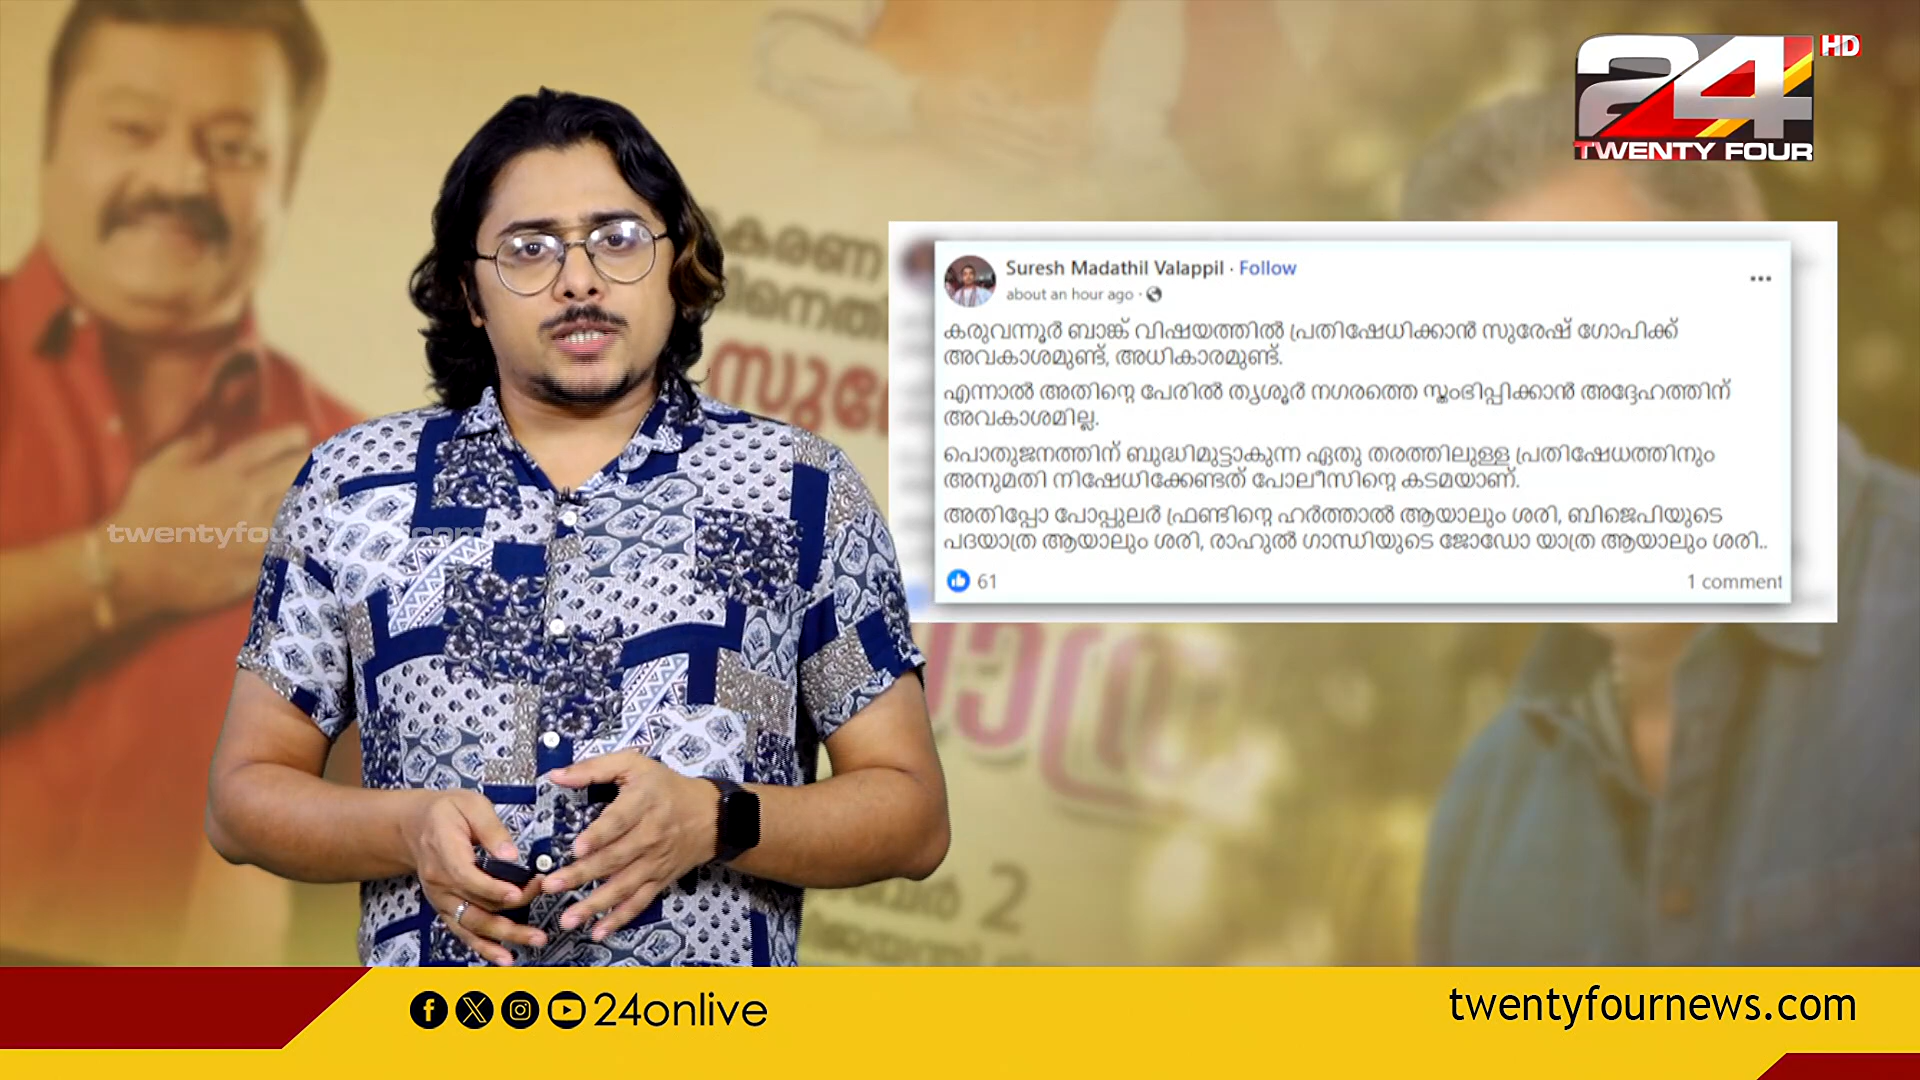 24
HD
TWENTY FOUR
കരണ
സു
Suresh Madathil Valappil · Follow
about an hour ago ·
കരുവന്നൂർ ബാങ്ക് വിഷയത്തിൽ പ്രതിഷേധിക്കാൻ സുരേഷ് ഗോപിക്ക്
അവകാശമുണ്ട്, അധികാരമുണ്ട്.
എന്നാൽ അതിന്റെ പേരിൽ തൃശൂർ നഗരത്തെ സ്തംഭിപ്പിക്കാൻ അദ്ദേഹത്തിന്
അവകാശമില്ല.
പൊതുജനത്തിന് ബുദ്ധിമുട്ടാകുന്ന ഏതു തരത്തിലുള്ള പ്രതിഷേധത്തിനും
അനുമതി നിഷേധിക്കേണ്ടത് പോലീസിന്റെ കടമയാണ്.
അതിപ്പോ പോപ്പുലർ ഫ്രണ്ടിന്റെ ഹർത്താൽ ആയാലും ശരി, ബിജെപിയുടെ
പദയാത്ര ആയാലും ശരി, രാഹുൽ ഗാന്ധിയുടെ ജോഡോ യാത്ര ആയാലും ശരി..
61
1 comment
2
24onlive
twentyfournews.com